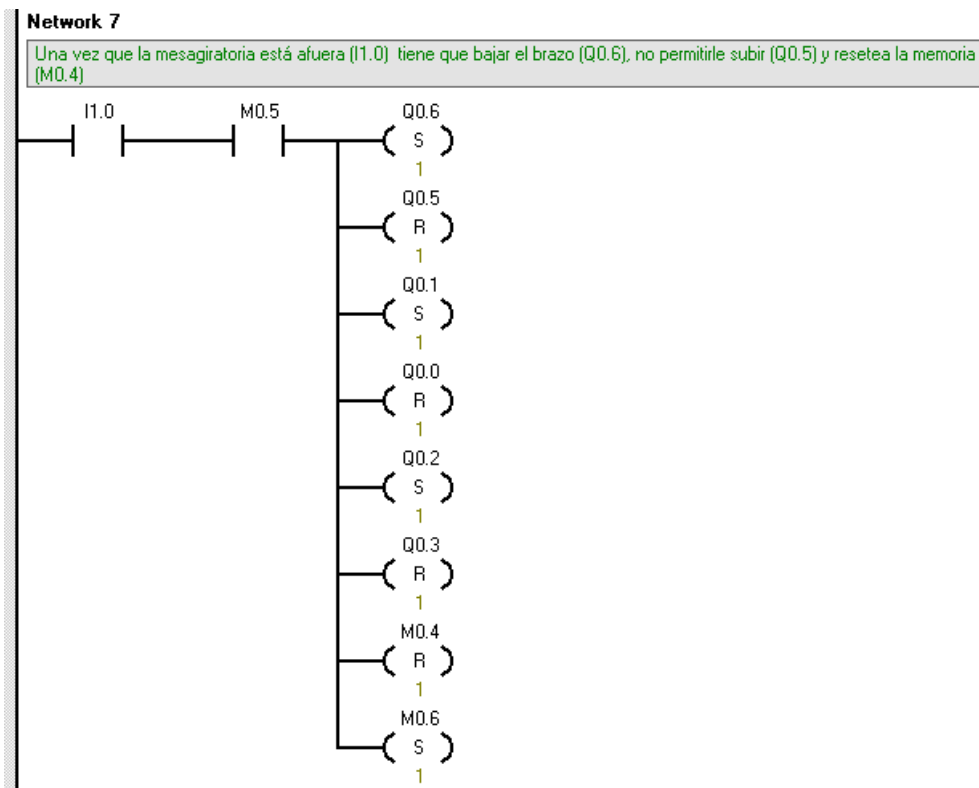 Network 7
Una vez que la mesagiratoria está afuera (I1.0) tiene que bajar el brazo (Q0.6), no permitirle subir (Q0.5) y resetea la memoria
(M0.4)
I1.0 M0.5 Q0.6
S
1
Q0.5
R
1
Q0.1
S
1
Q0.0
R
1
Q0.2
S
1
Q0.3
R
1
M0.4
R
1
M0.6
S
1